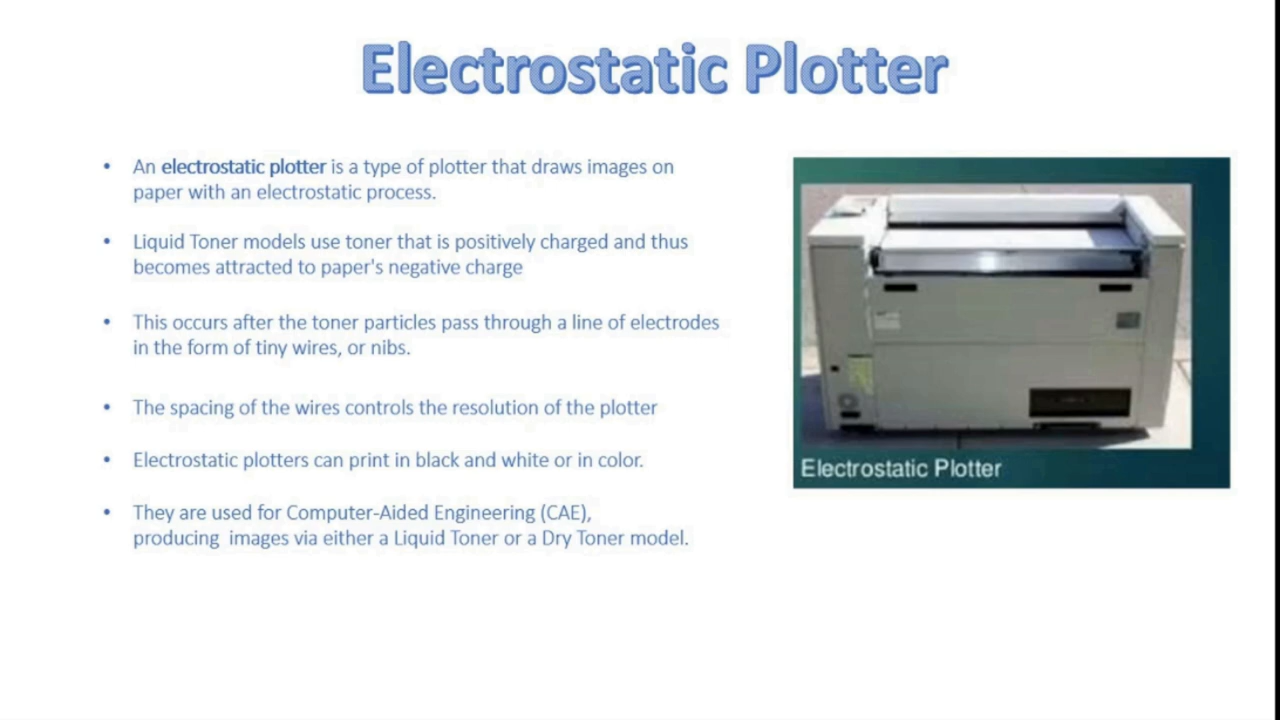 Electrostatic Plotter
• An electrostatic plotter is a type of plotter that draws images on
paper with an electrostatic process.
• Liquid Toner models use toner that is positively charged and thus
becomes attracted to paper's negative charge
• This occurs after the toner particles pass through a line of electrodes
in the form of tiny wires, or nibs.
• The spacing of the wires controls the resolution of the plotter
• Electrostatic plotters can print in black and white or in color.
• They are used for Computer-Aided Engineering (CAE),
producing  images via either a Liquid Toner or a Dry Toner model.
Electrostatic Plotter